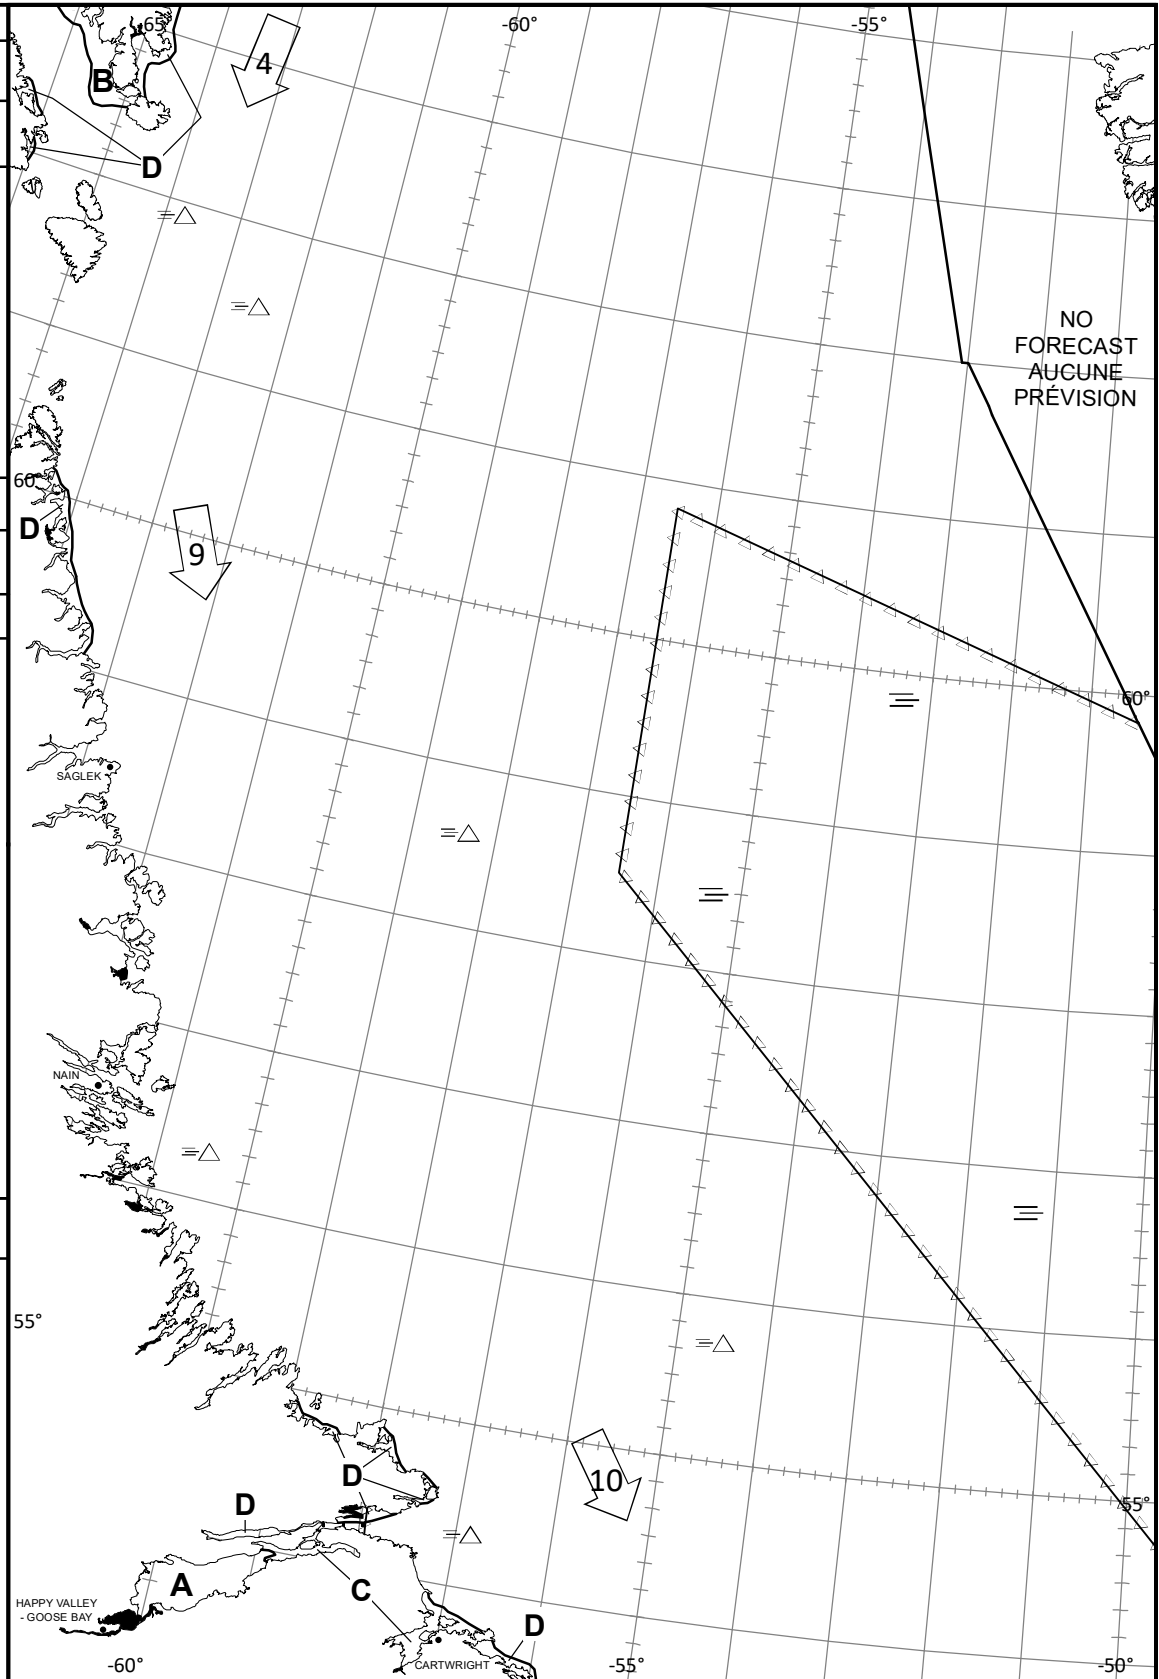 65°
-60°
-55°
4
B
D
NO
FORECAST
AUCUNE
PRÉVISION
60°
D
9
60°
SAGLEK
NAIN
55°
10
D
D
55°
A
C
HAPPY VALLEY
- GOOSE BAY
D
CARTWRIGHT
-60°
-55°
-50°